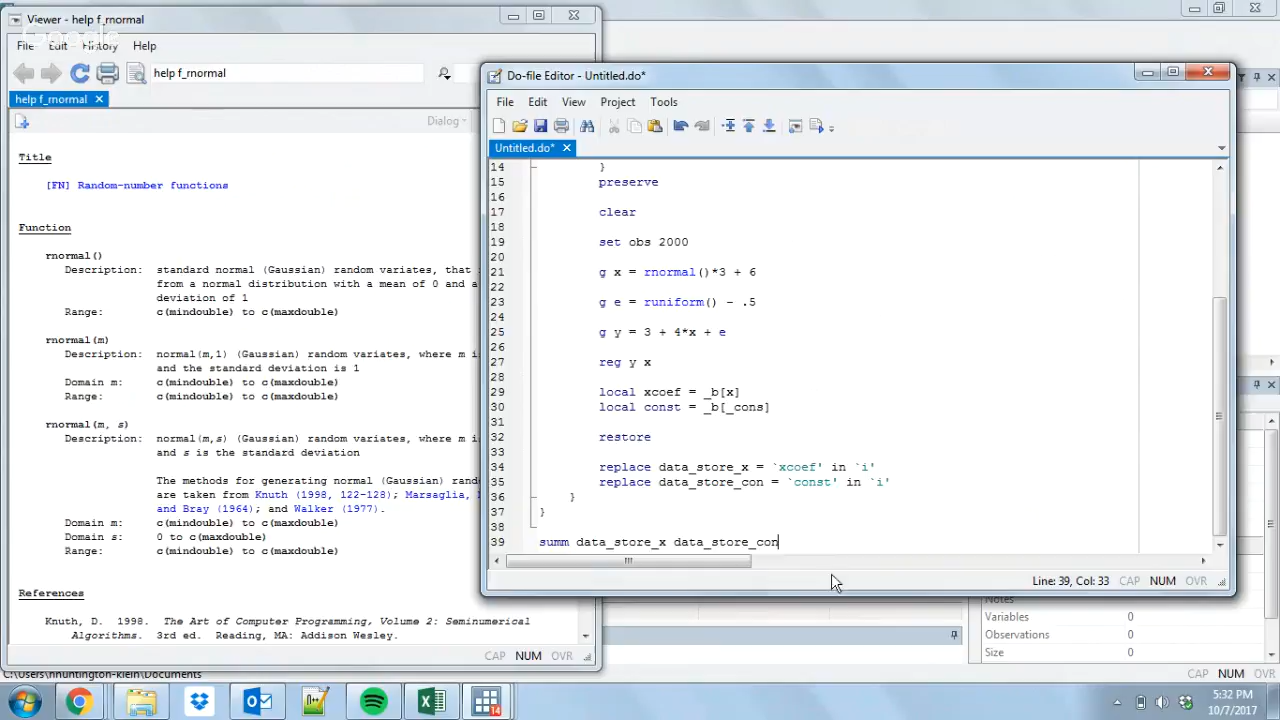 Viewer - help f_rnormal
Google
File Edit History Help
help f_rnormal
help f_rnormal
Dialog
Title
[FN] Random-number functions
Function
rnormal()
Description: standard normal (Gaussian) random variates, that
from a normal distribution with a mean of 0 and a
deviation of 1
Range: c(mindouble) to c(maxdouble)
rnormal(m)
Description: normal(m,1) (Gaussian) random variates, where m
and the standard deviation is 1
Domain m: c(mindouble) to c(maxdouble)
Range: c(mindouble) to c(maxdouble)
rnormal(m, s)
Description: normal(m,s) (Gaussian) random variates, where m
and s is the standard deviation
The methods for generating normal (Gaussian)
are taken from Knuth (1998, 122-128); Marsaglia,
and Bray (1964); and Walker (1977).
Domain m: c(mindouble) to c(maxdouble)
Domain s: 0 to c(maxdouble)
Range: c(mindouble) to c(maxdouble)
References
Knuth, D. 1998. The Art of Computer Programming, Volume 2: Seminumerical
Algorithms. 3rd ed. Reading, MA: Addison Wesley.
CAP NUM OVR
Do-file Editor - Untitled.do*
File Edit View Project Tools
Untitled.do*
14 }
15 preserve
16
17 clear
18
19 set obs 2000
20
21 g x = rnormal()*3 + 6
22
23 g e = runiform() - .5
24
25 g y = 3 + 4*x + e
26
27 reg y x
28
29 local xcoef = _b[x]
30 local const = _b[_cons]
31
32 restore
33
34 replace data_store_x = `xcoef' in `i'
35 replace data_store_con = `const' in `i'
36 }
37 }
38
39 summ data_store_x data_store_con
Line: 39, Col: 33 CAP NUM OVR
Notes
Variables 0
Observations 0
Size 0
CAP NUM OVR
C:\Users\nhuntington-klein\Documents
14
5:32 PM
10/7/2017